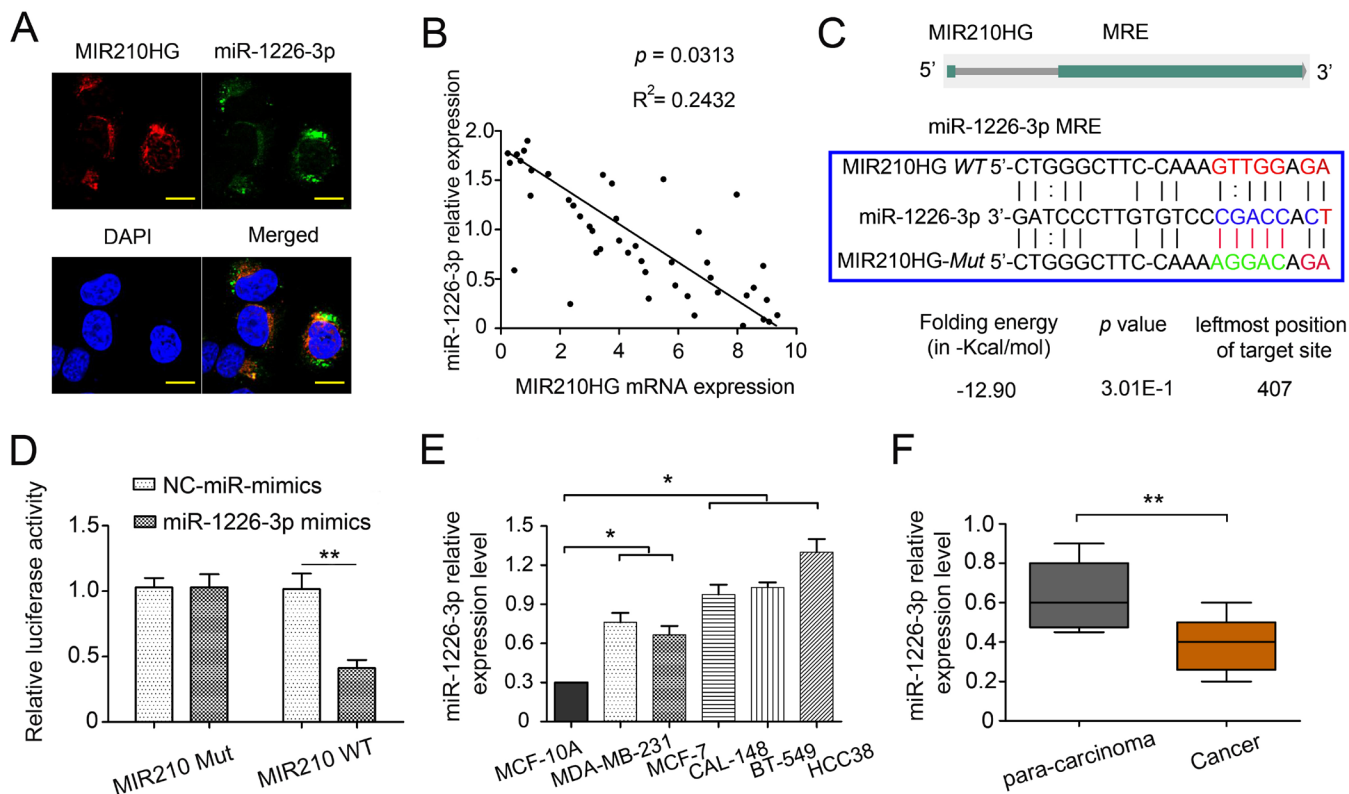 A
MIR210HG miR-1226-3p
DAPI Merged
B
p = 0.0313
R2= 0.2432
miR-1226-3p relative expression
2.0
1.5
1.0
0.5
0
0 2 4 6 8 10
MIR210HG mRNA expression
C
MIR210HG MRE
5’ 3’
miR-1226-3p MRE
MIR210HG WT 5’-CTGGGCTTC-CAAAGTTGGAGA
miR-1226-3p 3’-GATCCCTTGTGTCCCCGACCACT
MIR210HG-Mut 5’-CTGGGCTTC-CAAAAGGACAGA
Folding energy
(in -Kcal/mol)
p value
leftmost position
of target site
-12.90 3.01E-1 407
D
NC-miR-mimics
miR-1226-3p mimics
Relative luciferase activity
1.5
1.0
0.5
0
**
MIR210 Mut MIR210 WT
E
miR-1226-3p relative
expression level
1.5
1.2
0.9
0.6
0.3
0
*
*
MCF-10A MDA-MB-231 MCF-7 CAL-148 BT-549 HCC38
F
miR-1226-3p relative
expression level
1.0
0.8
0.6
0.4
0.2
0
**
para-carcinoma Cancer